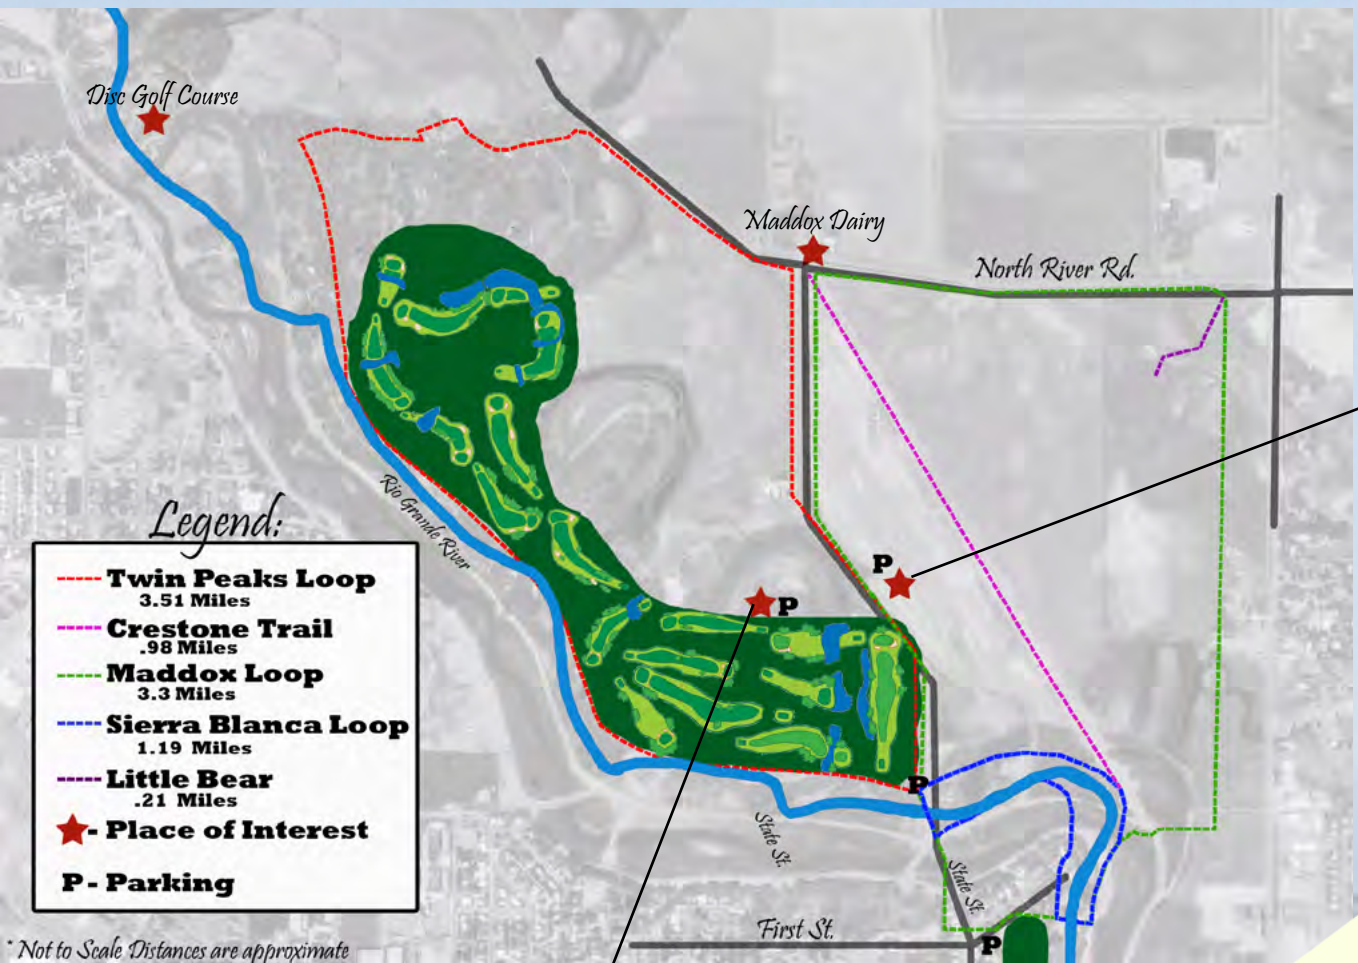 Disc Golf Course
Maddox Dairy
North River Rd.
Rio Grande River
P
P
P
State St.
State St.
First St.
P
Legend:
Twin Peaks Loop
3.51 Miles
Crestone Trail
.98 Miles
Maddox Loop
3.3 Miles
Sierra Blanca Loop
1.19 Miles
Little Bear
.21 Miles
- Place of Interest
P - Parking
* Not to Scale Distances are approximate